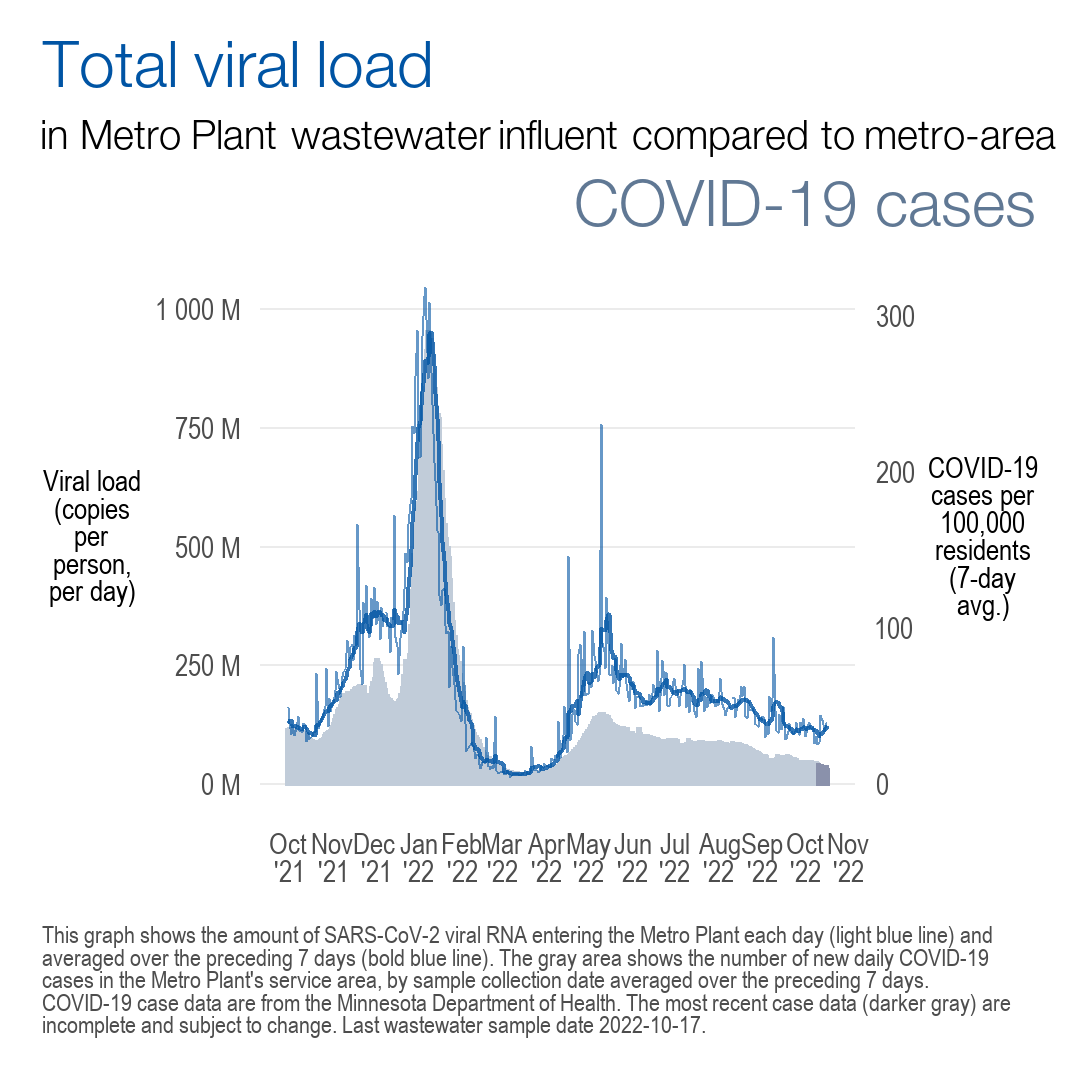 Total viral load
in Metro Plant wastewater influent compared to metro-area
COVID-19 cases
1 000 M
750 M
500 M
250 M
0 M
Viral load
(copies
per
person,
per day)
300
200
100
0
COVID-19
cases per
100,000
residents
(7-day
avg.)
Oct Nov Dec Jan Feb Mar Apr May Jun Jul Aug Sep Oct Nov
'21 '21 '21 '22 '22 '22 '22 '22 '22 '22 '22 '22 '22 '22
This graph shows the amount of SARS-CoV-2 viral RNA entering the Metro Plant each day (light blue line) and
averaged over the preceding 7 days (bold blue line). The gray area shows the number of new daily COVID-19
cases in the Metro Plant's service area, by sample collection date averaged over the preceding 7 days.
COVID-19 case data are from the Minnesota Department of Health. The most recent case data (darker gray) are
incomplete and subject to change. Last wastewater sample date 2022-10-17.